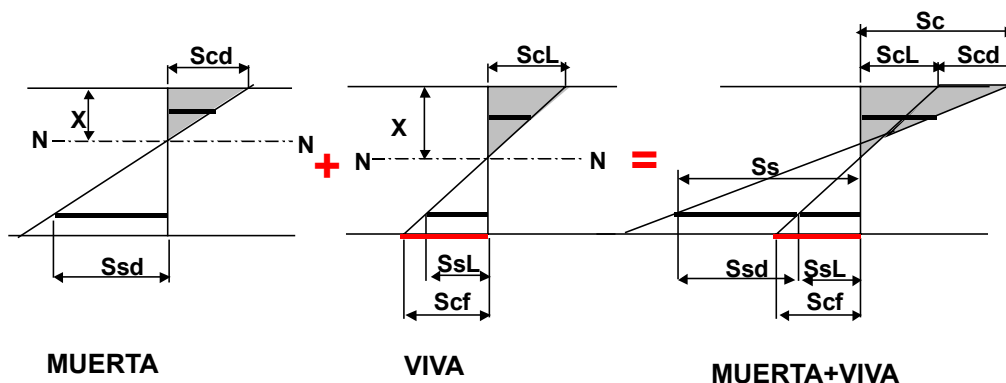 Scd
X
N
N
Ssd
MUERTA
+
ScL
X
N
N
SsL
Scf
VIVA
=
Sc
ScL
Scd
Ss
Ssd
SsL
Scf
MUERTA+VIVA